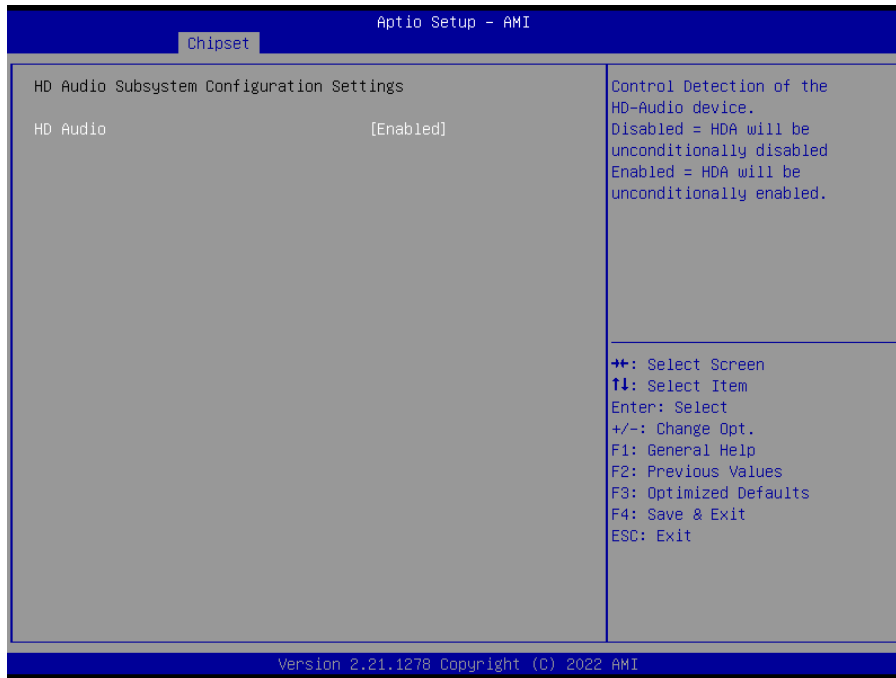 Aptio Setup - AMI
Chipset
HD Audio Subsystem Configuration Settings
HD Audio [Enabled]
Control Detection of the
HD-Audio device.
Disabled = HDA will be
unconditionally disabled
Enabled = HDA will be
unconditionally enabled.
→←: Select Screen
↑↓: Select Item
Enter: Select
+/-: Change Opt.
F1: General Help
F2: Previous Values
F3: Optimized Defaults
F4: Save & Exit
ESC: Exit
Version 2.21.1278 Copyright (C) 2022 AMI